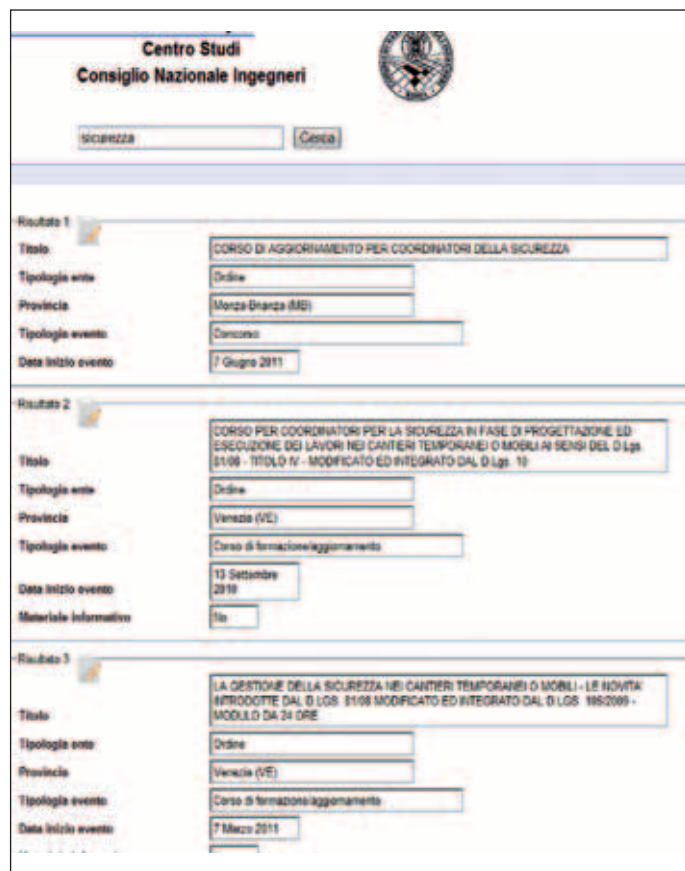 Centro Studi
Consiglio Nazionale Ingegneri
sicurezza
Cerca
Risultato 1
Titolo
CORSO DI AGGIORNAMENTO PER COORDINATORI DELLA SICUREZZA
Tipologia ente
Ordine
Provincia
Monza-Brianza (MB)
Tipologia evento
Concorso
Data inizio evento
7 Giugno 2011
Risultato 2
CORSO PER COORDINATORI PER LA SICUREZZA IN FASE DI PROGETTAZIONE ED
ESECUZIONE DEI LAVORI NEI CANTIERI TEMPORANEI O MOBILI AI SENSI DEL D.Lgs.
81/08 - TITOLO IV - MODIFICATO ED INTEGRATO DAL D.Lgs. 10
Titolo
Tipologia ente
Ordine
Provincia
Venezia (VE)
Tipologia evento
Corso di formazione/aggiornamento
13 Settembre
2010
Data inizio evento
Materiale informativo
No
Risultato 3
LA GESTIONE DELLA SICUREZZA NEI CANTIERI TEMPORANEI O MOBILI - LE NOVITA'
INTRODOTTE DAL D.LGS. 81/08 MODIFICATO ED INTEGRATO DAL D.LGS. 106/2009 -
MODULO DA 24 ORE
Titolo
Tipologia ente
Ordine
Provincia
Venezia (VE)
Tipologia evento
Corso di formazione/aggiornamento
Data inizio evento
7 Marzo 2011